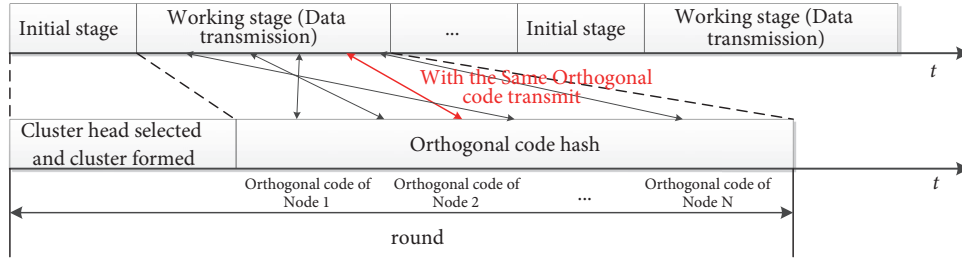 Initial stage
Working stage (Data
transmission)
...
Initial stage
Working stage (Data
transmission)
t
With the Same Orthogonal
code transmit
Cluster head selected
and cluster formed
Orthogonal code hash
t
Orthogonal code of
Node 1
Orthogonal code of
Node 2
...
Orthogonal code of
Node N
round